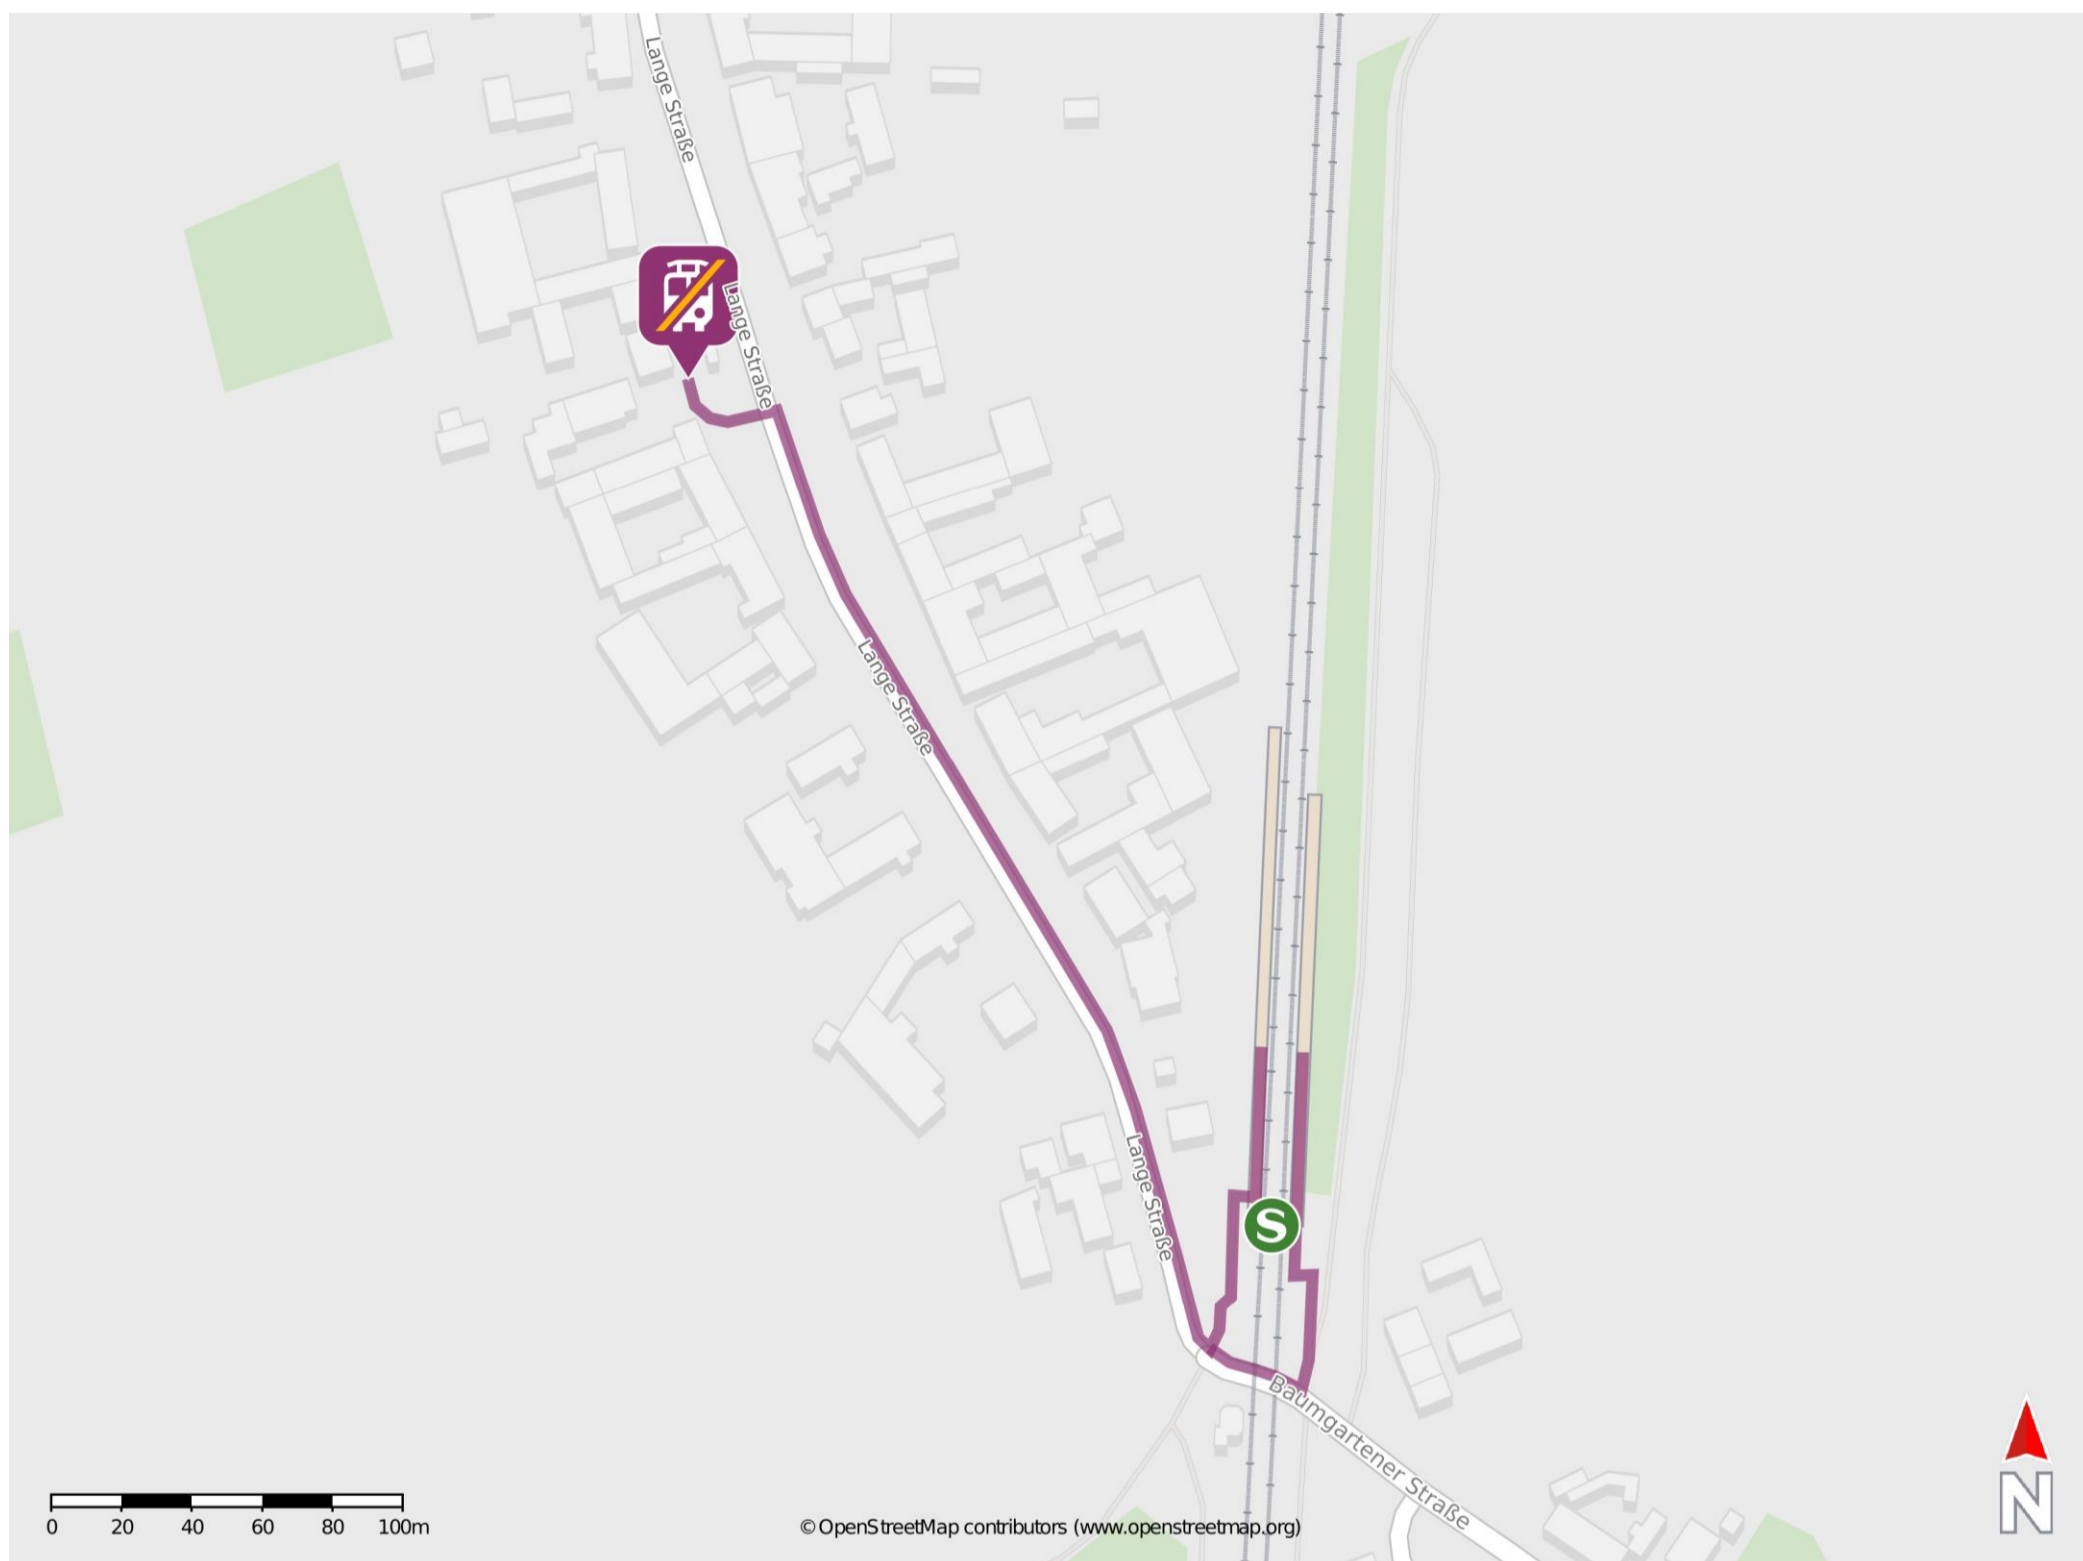 Lange Straße
Lange Straße
Lange Straße
Lange Straße
S
Baumgartener Straße
0 20 40 60 80 100m
© OpenStreetMap contributors (www.openstreetmap.org)
N